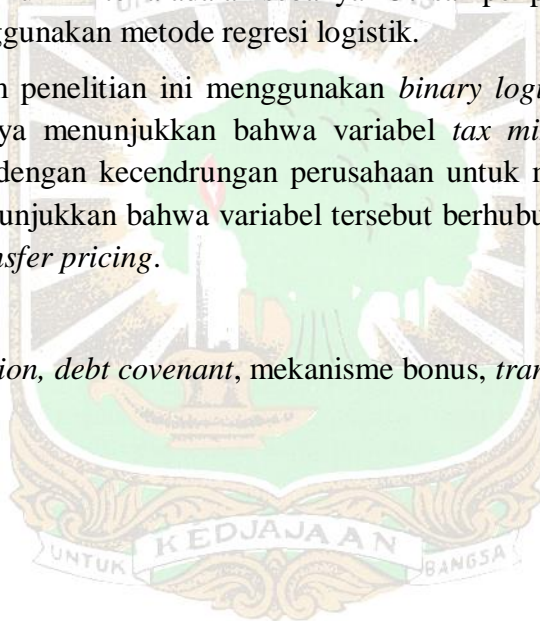 ggunakan metode regresi logistik.
penelitian ini menggunakan binary logi
ya menunjukkan bahwa variabel tax mi
dengan kecendrungan perusahaan untuk
unjukkan bahwa variabel tersebut berhubu
nsfer pricing.
ion, debt covenant, mekanisme bonus, tran
UNTUK KEDJAJAAN BANGSA